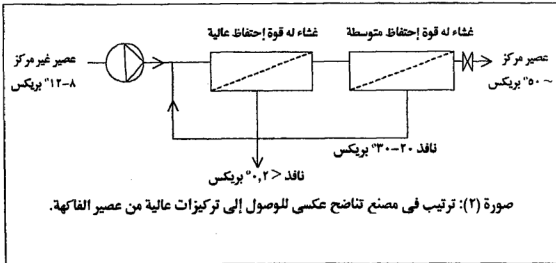 غشاء له قوة إحتفاظ متوسطة
غشاء له قوة إحتفاظ عالية
عصير مركز
~ ٥٠° بريكس
عصير غير مركز
٨-١٢° بريكس
نافذ ٢٠-٣٠° بريكس
نافذ < ٠,٢° بريكس
صورة (٢): ترتيب فى مصنع تناضح عكسى للوصول إلى تركيزات عالية من عصير الفاكهة.